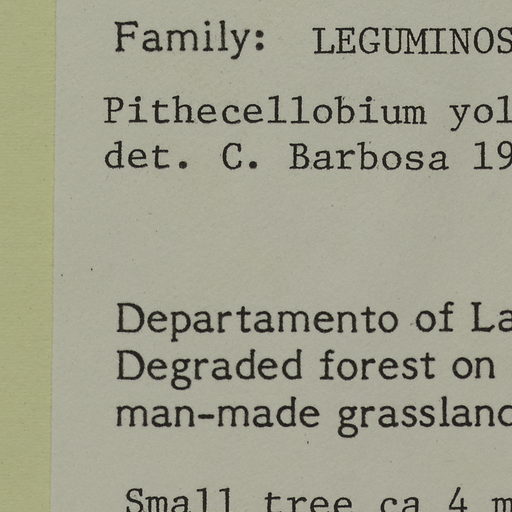 Family: LEGUMINOS
Pithecellobium yol
det. C. Barbosa 19
Departamento of La
Degraded forest on
man-made grassland
Small tree ca 4 m